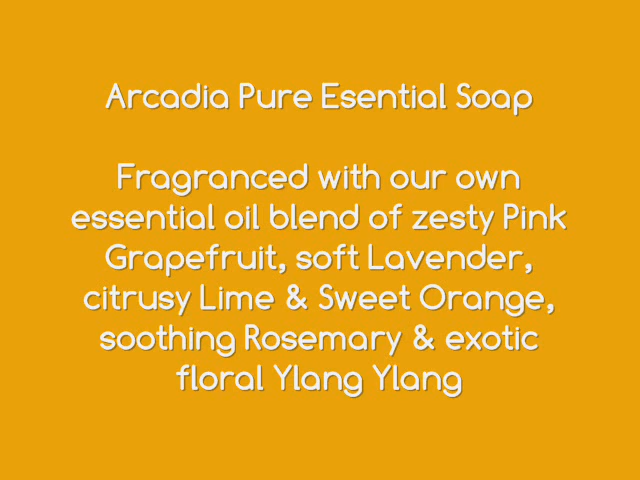 Arcadia Pure Esential Soap
Fragranced with our own
essential oil blend of zesty Pink
Grapefruit, soft Lavender,
citrusy Lime & Sweet Orange,
soothing Rosemary & exotic
floral Ylang Ylang